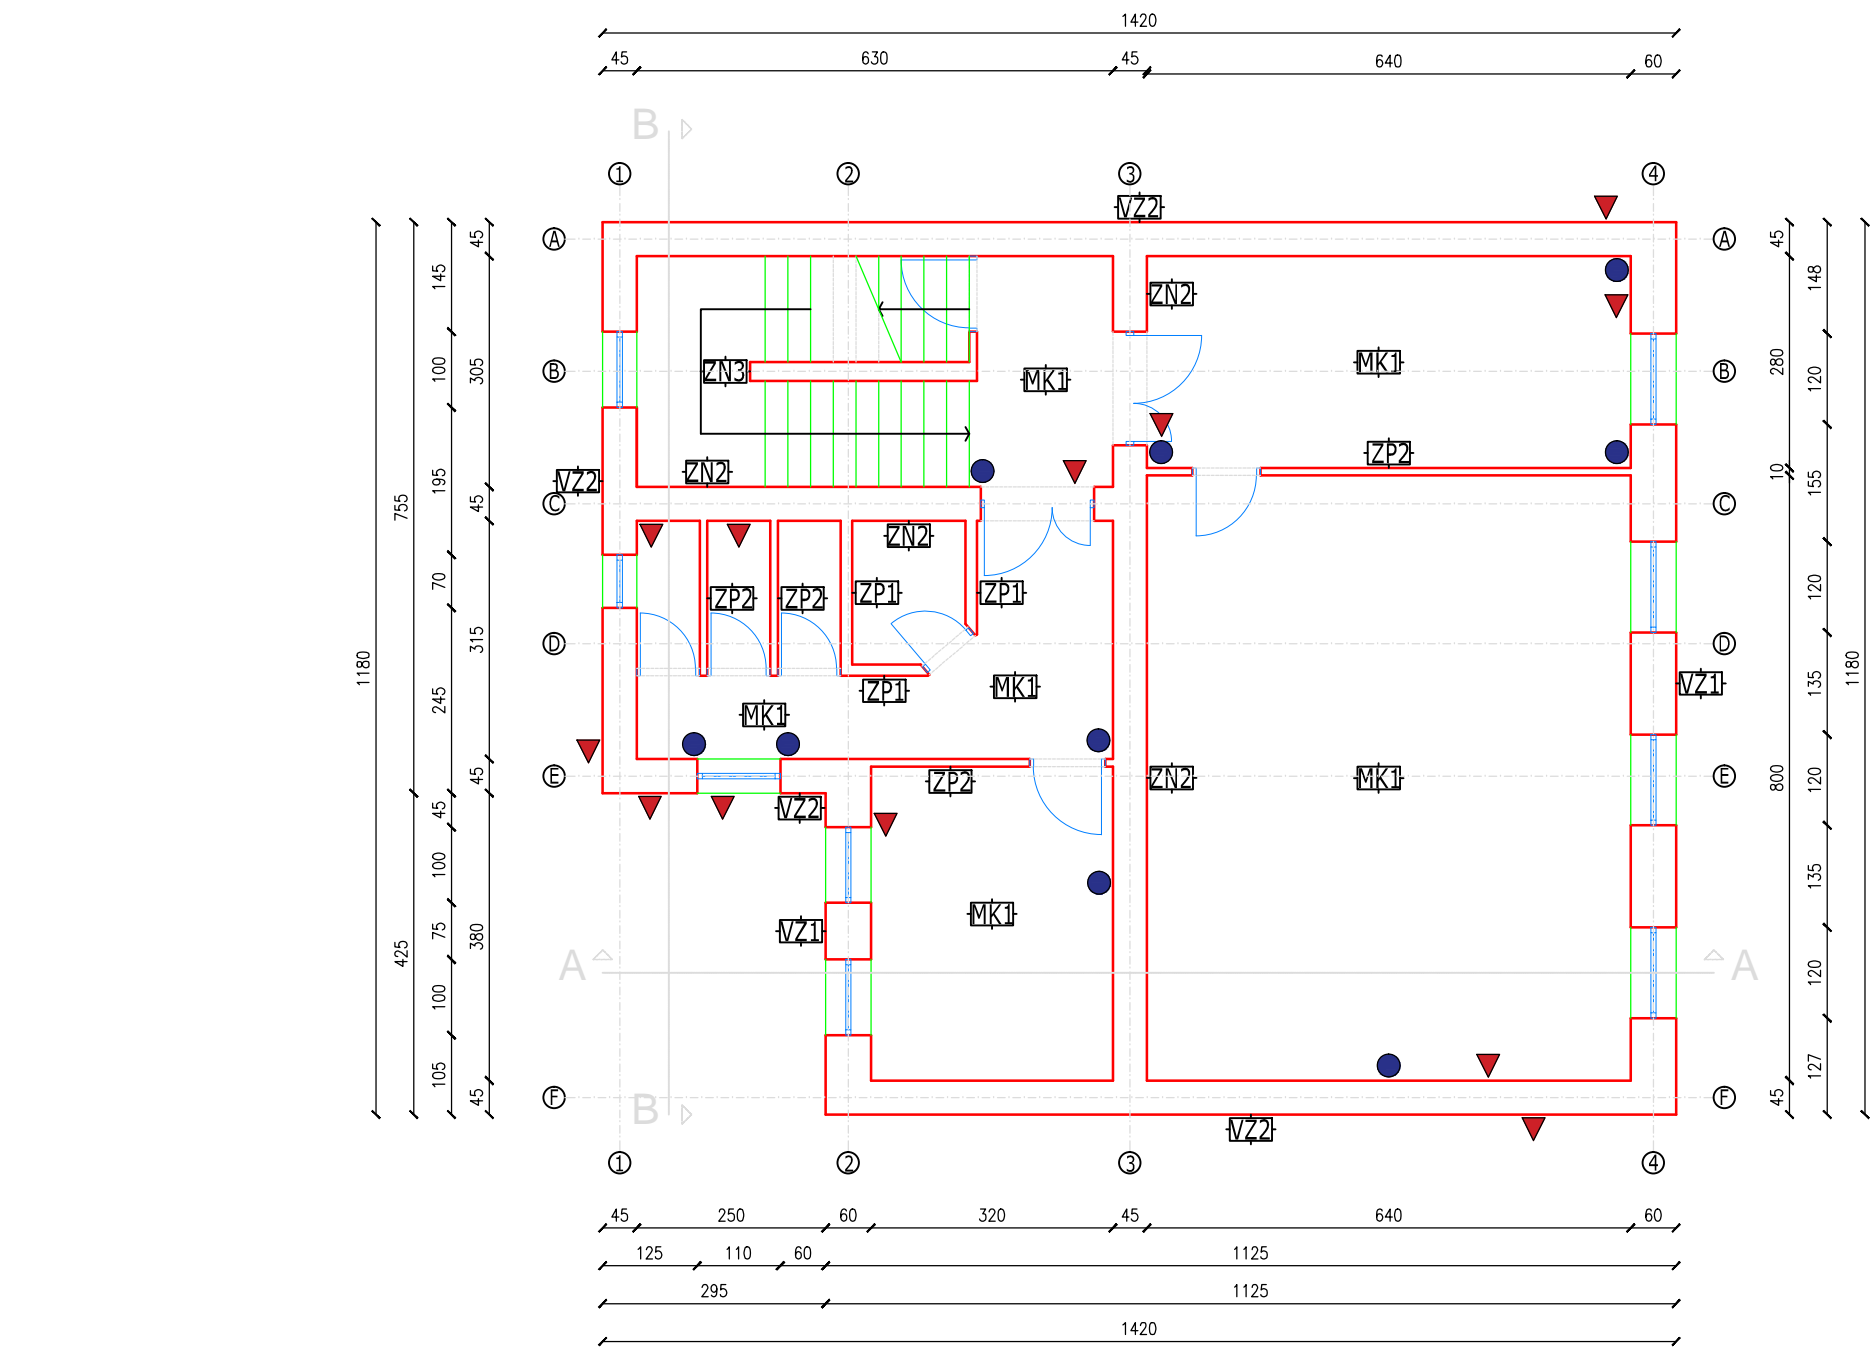 1420
45 630 45 640 60
B
1 2 3 4
VZ2
A A
45 145 45 148
ZN2
B ZN3 MK1 MK1 B
100 305 280 120
ZP2
ZN2
VZ2
195 10 155
755
C C
45
ZN2
ZP2 ZP2 ZP1 ZP1
70 120
D D
315
1180 1180
ZP1 MK1 VZ1
245 135
MK1
E ZP2 ZN2 MK1 E
45 800 120
VZ2
45
100 135
MK1
VZ1
75 380
425
A A
100 120
105 127
45 45
F B F
VZ2
1 2 3 4
45 250 60 320 45 640 60
125 110 60 1125
295 1125
1420